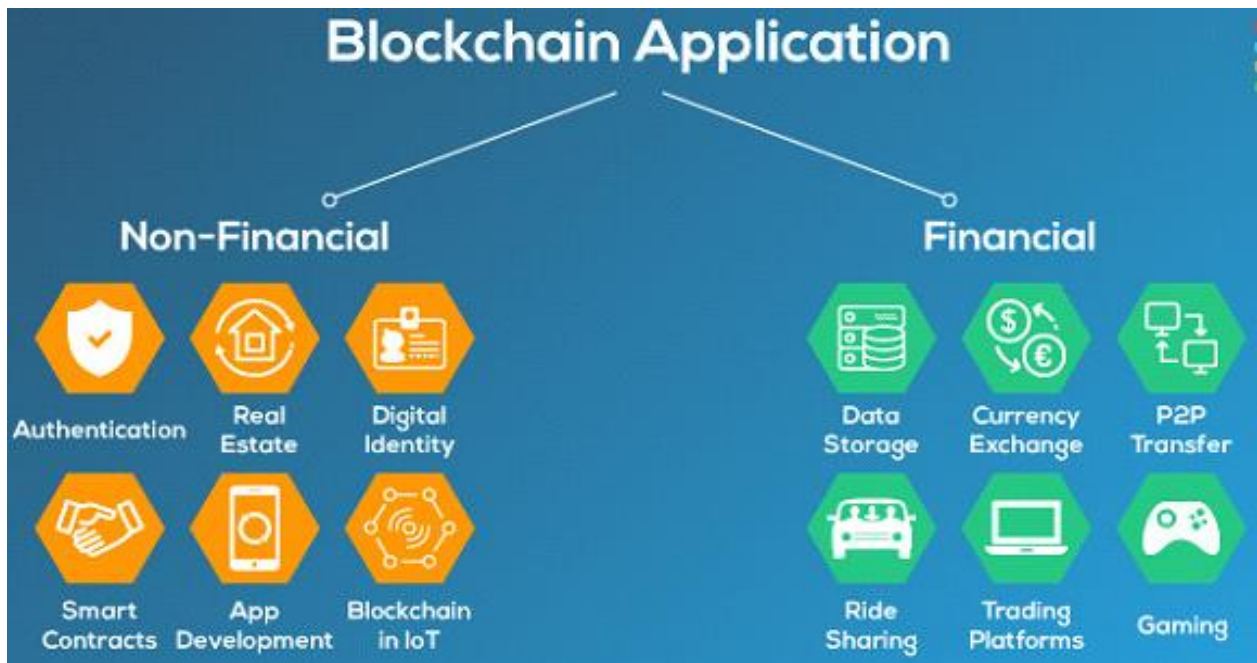 Blockchain Application
Non-Financial
Financial
Authentication
Real
Estate
Digital
Identity
Data
Storage
Currency
Exchange
P2P
Transfer
Smart
Contracts
App
Development
Blockchain
in IoT
Ride
Sharing
Trading
Platforms
Gaming